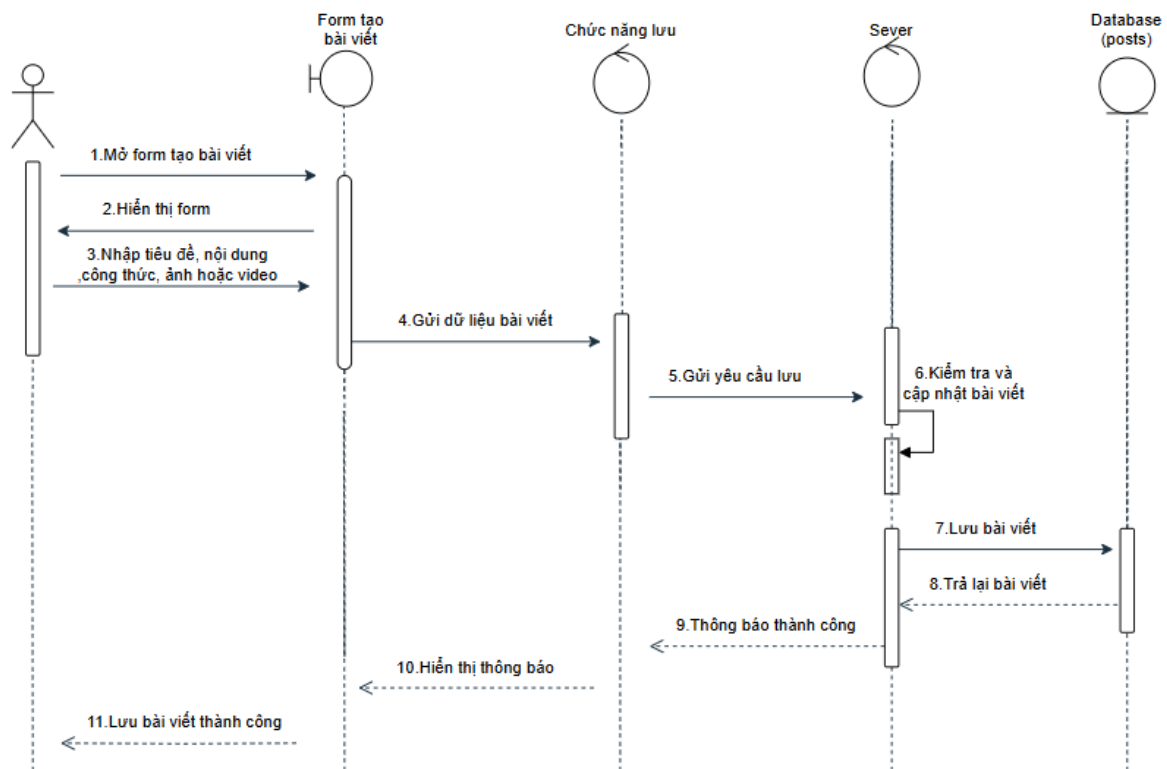 Form tạo
bài viết
Chức năng lưu
Sever
Database
(posts)
1.Mở form tạo bài viết
2.Hiển thị form
3.Nhập tiêu đề, nội dung
,công thức, ảnh hoặc video
4.Gửi dữ liệu bài viết
5.Gửi yêu cầu lưu
6.Kiểm tra và
cập nhật bài viết
7.Lưu bài viết
8.Trả lại bài viết
9.Thông báo thành công
10.Hiển thị thông báo
11.Lưu bài viết thành công